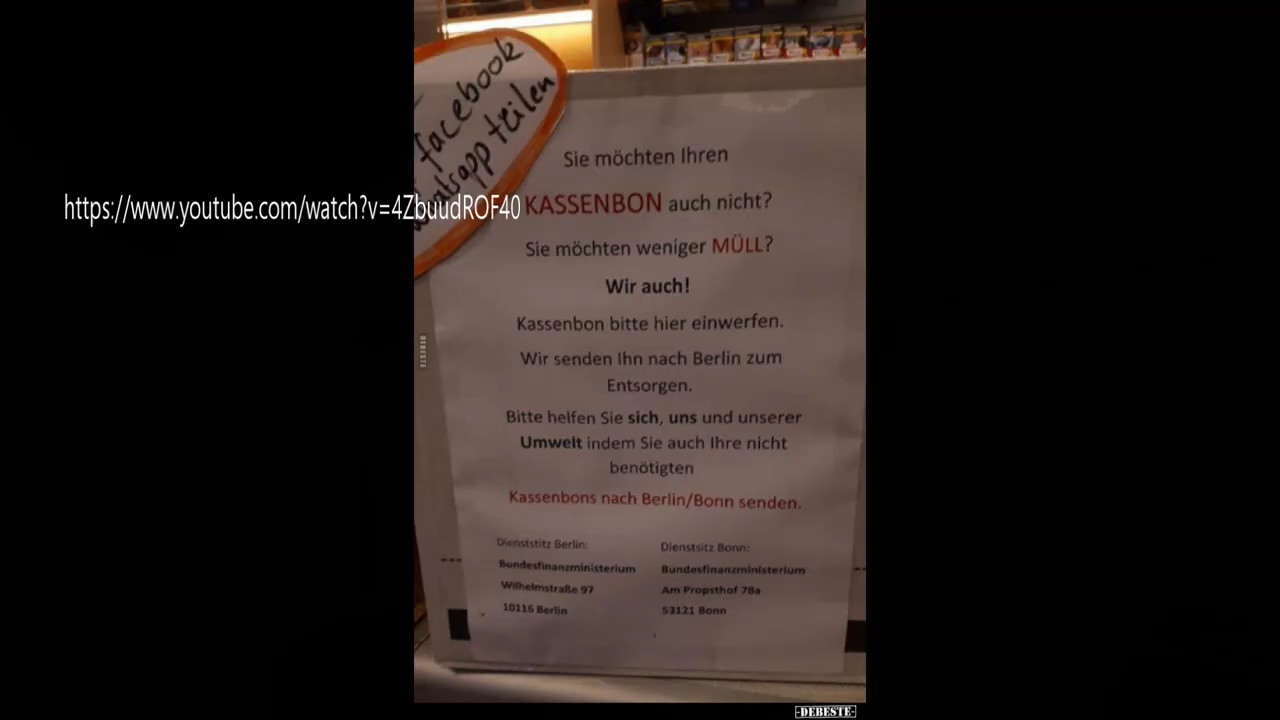 facebook
whatsapp teilen
https://www.youtube.com/watch?v=4ZbuudROF40
Sie möchten Ihren
KASSENBON auch nicht?
Sie möchten weniger MÜLL?
Wir auch!
Kassenbon bitte hier einwerfen.
Wir senden Ihn nach Berlin zum
Entsorgen.
Bitte helfen Sie sich, uns und unserer
Umwelt indem Sie auch Ihre nicht
benötigten
Kassenbons nach Berlin/Bonn senden.
Dienststitz Berlin:
Bundesfinanzministerium
Wilhelmstraße 97
10116 Berlin
Dienstsitz Bonn:
Bundesfinanzministerium
Am Propsthof 78a
53121 Bonn
DEBESTE
-DEBESTE-